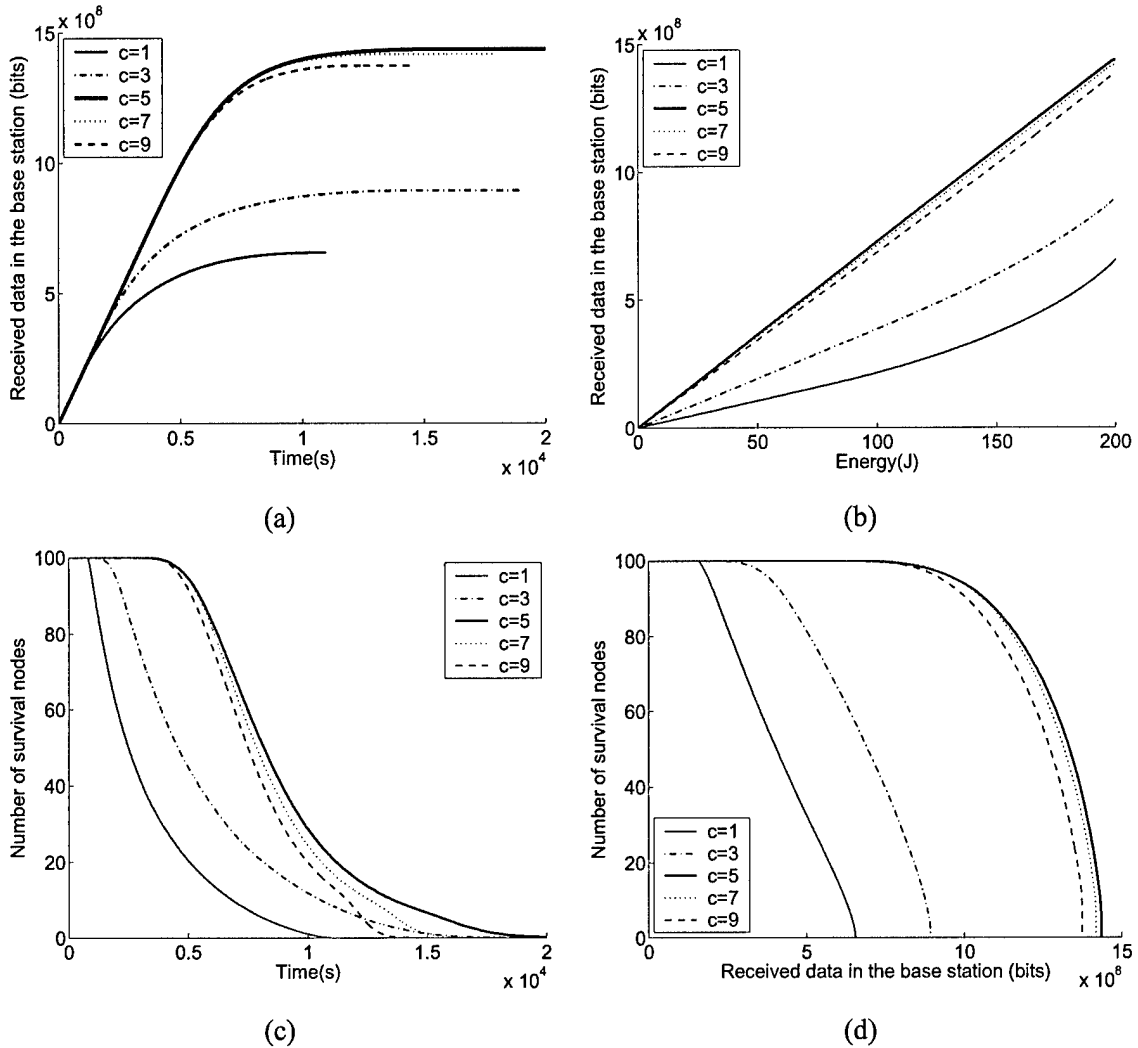 × 10^8
15
10
5
0
Received data in the base station (bits)
c=1
c=3
c=5
c=7
c=9
0
0.5
1
1.5
2
Time(s)
× 10^4
(a)
× 10^8
15
10
5
0
Received data in the base station (bits)
c=1
c=3
c=5
c=7
c=9
0
50
100
150
200
Energy(J)
(b)
100
80
60
40
20
0
Number of survival nodes
c=1
c=3
c=5
c=7
c=9
0
0.5
1
1.5
2
Time(s)
× 10^4
(c)
100
80
60
40
20
0
Number of survival nodes
c=1
c=3
c=5
c=7
c=9
0
5
10
15
Received data in the base station (bits)
× 10^8
(d)